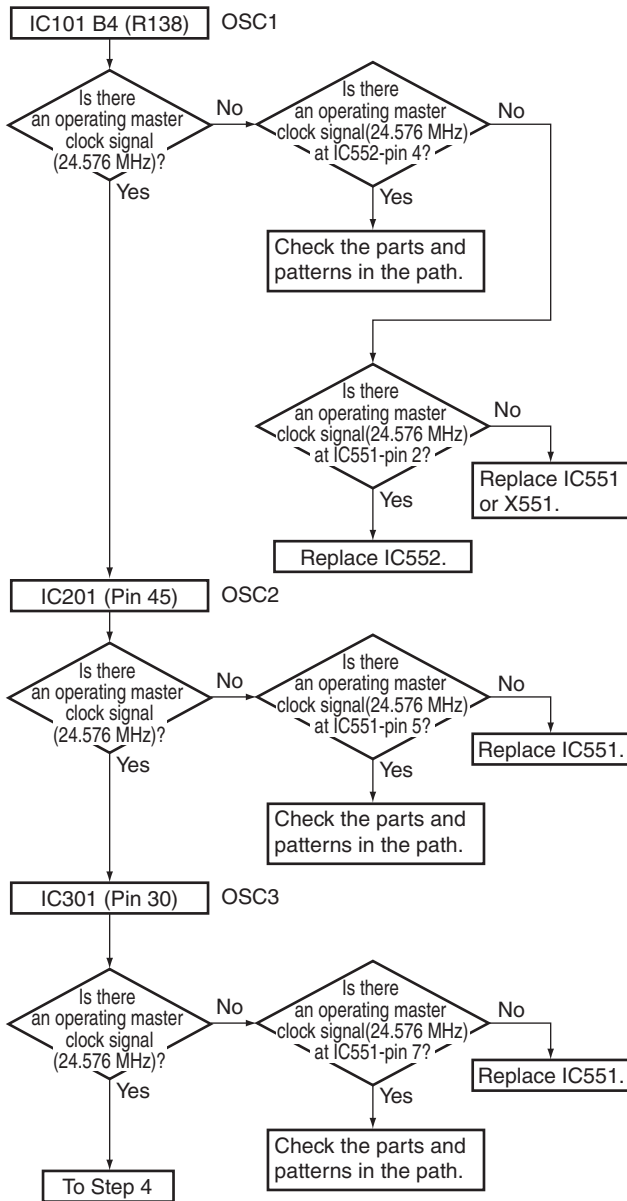 IC101 B4 (R138)
OSC1
Is there
an operating master
clock signal
(24.576 MHz)?
No
Yes
Is there
an operating master
clock signal(24.576 MHz)
at IC552-pin 4?
No
Yes
Check the parts and
patterns in the path.
Is there
an operating master
clock signal(24.576 MHz)
at IC551-pin 2?
No
Yes
Replace IC551
or X551.
Replace IC552.
IC201 (Pin 45)
OSC2
Is there
an operating master
clock signal
(24.576 MHz)?
No
Yes
Is there
an operating master
clock signal(24.576 MHz)
at IC551-pin 5?
No
Yes
Replace IC551.
Check the parts and
patterns in the path.
IC301 (Pin 30)
OSC3
Is there
an operating master
clock signal
(24.576 MHz)?
No
Yes
Is there
an operating master
clock signal(24.576 MHz)
at IC551-pin 7?
No
Yes
Replace IC551.
Check the parts and
patterns in the path.
To Step 4